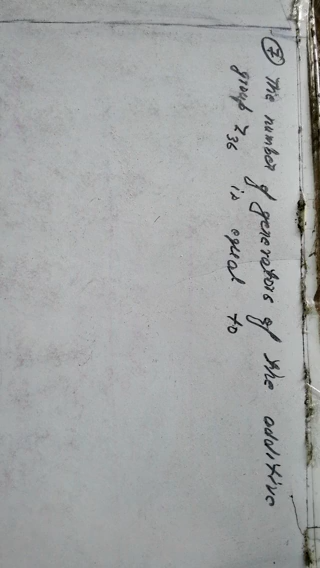 7 The number of generators of the additive
group Z36 is equal to